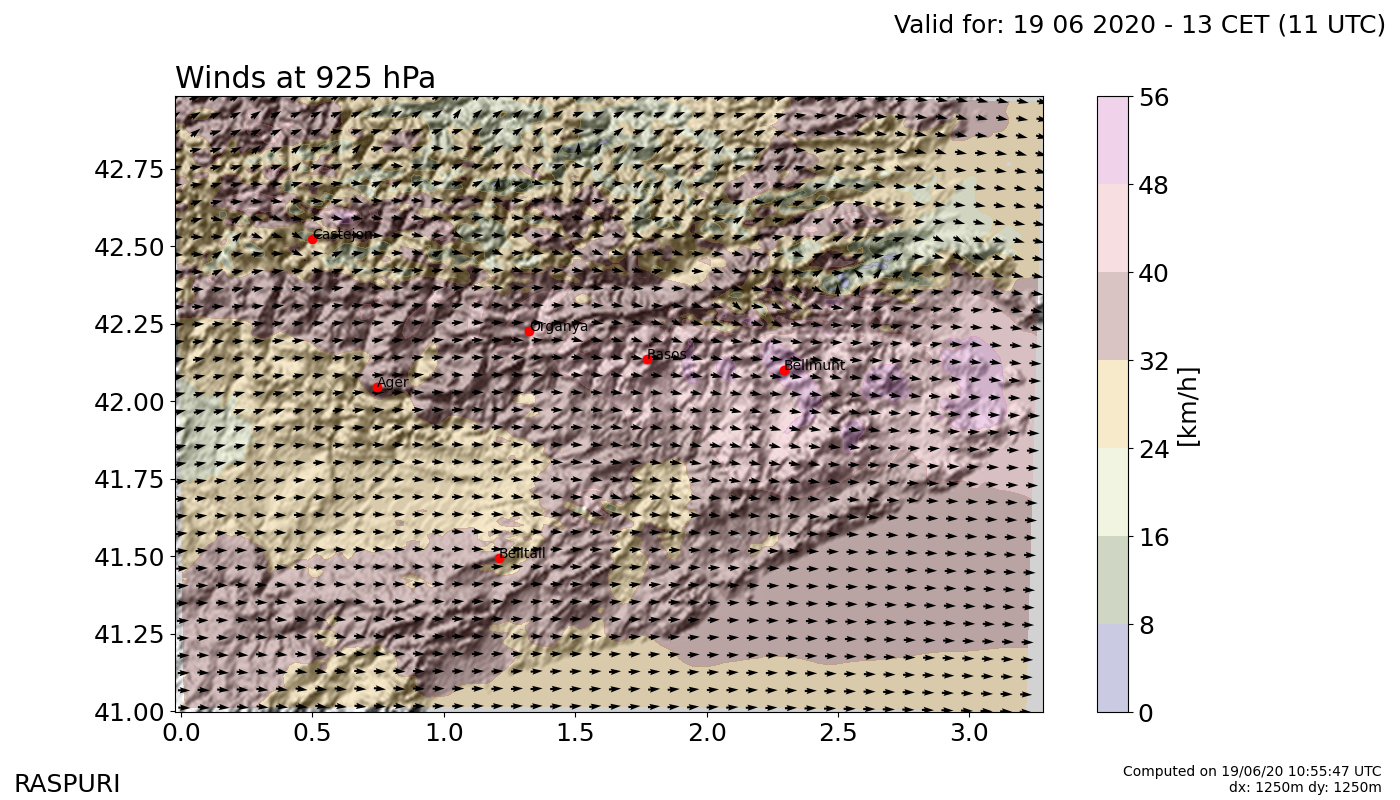 Valid for: 19 06 2020 - 13 CET (11 UTC)
Winds at 925 hPa
56
48
42.75
42.50
Castejon
40
42.25
Organya
32
Rasos
Bellmunt
[km/h]
Ager
42.00
24
41.75
16
41.50
Belltall
8
41.25
41.00
0
0.0 0.5 1.0 1.5 2.0 2.5 3.0
Computed on 19/06/20 10:55:47 UTC
RASPURI
dx: 1250m dy: 1250m